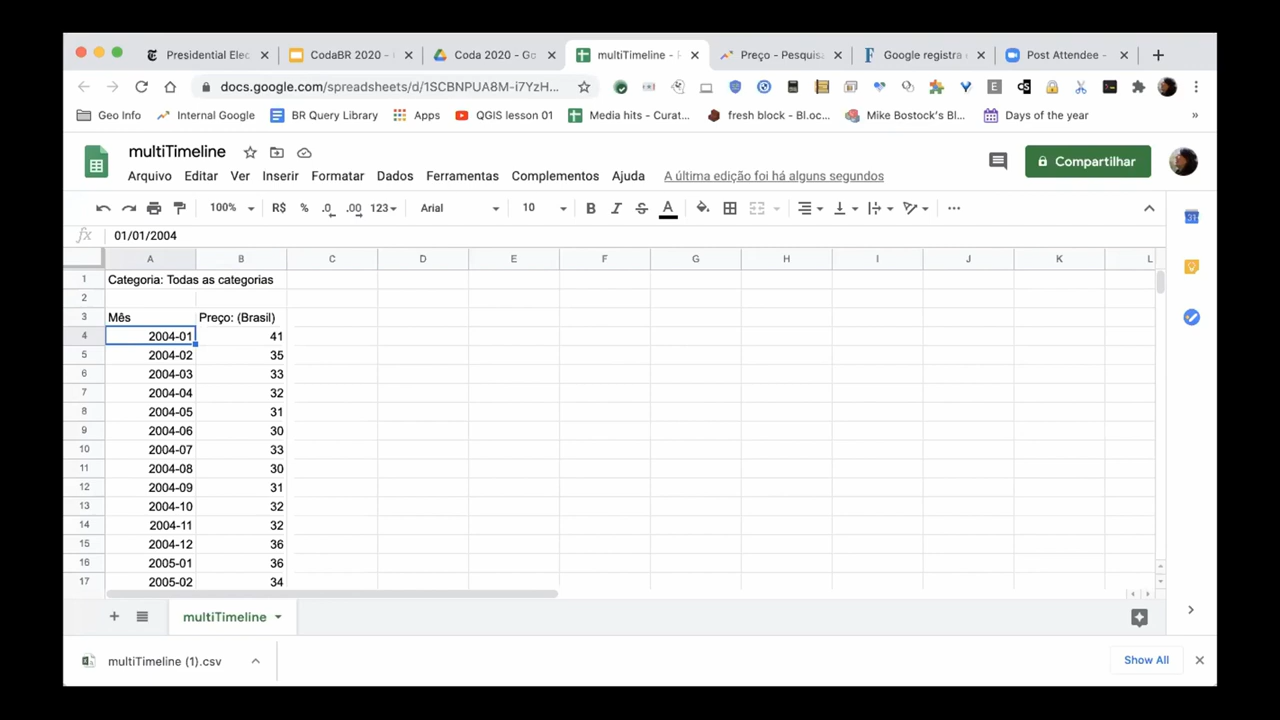 Presidential Elec
CodaBR 2020 -
Coda 2020 - Go
multiTimeline -
Preço - Pesquisa
Google registra
Post Attendee -
docs.google.com/spreadsheets/d/1SCBNPUA8M-i7YzH...
Geo Info
Internal Google
BR Query Library
Apps
QGIS lesson 01
Media hits - Curat...
fresh block - Bl.oc...
Mike Bostock's Bl...
Days of the year
»
multiTimeline
Arquivo Editar Ver Inserir Formatar Dados Ferramentas Complementos Ajuda A última edição foi há alguns segundos
Compartilhar
100% R$ % .0 .00 123 Arial 10 B I S A
fx 01/01/2004
A B C D E F G H I J K L
1 Categoria: Todas as categorias
2
3 Mês Preço: (Brasil)
4 2004-01 41
5 2004-02 35
6 2004-03 33
7 2004-04 32
8 2004-05 31
9 2004-06 30
10 2004-07 33
11 2004-08 30
12 2004-09 31
13 2004-10 32
14 2004-11 32
15 2004-12 36
16 2005-01 36
17 2005-02 34
multiTimeline
multiTimeline (1).csv
Show All